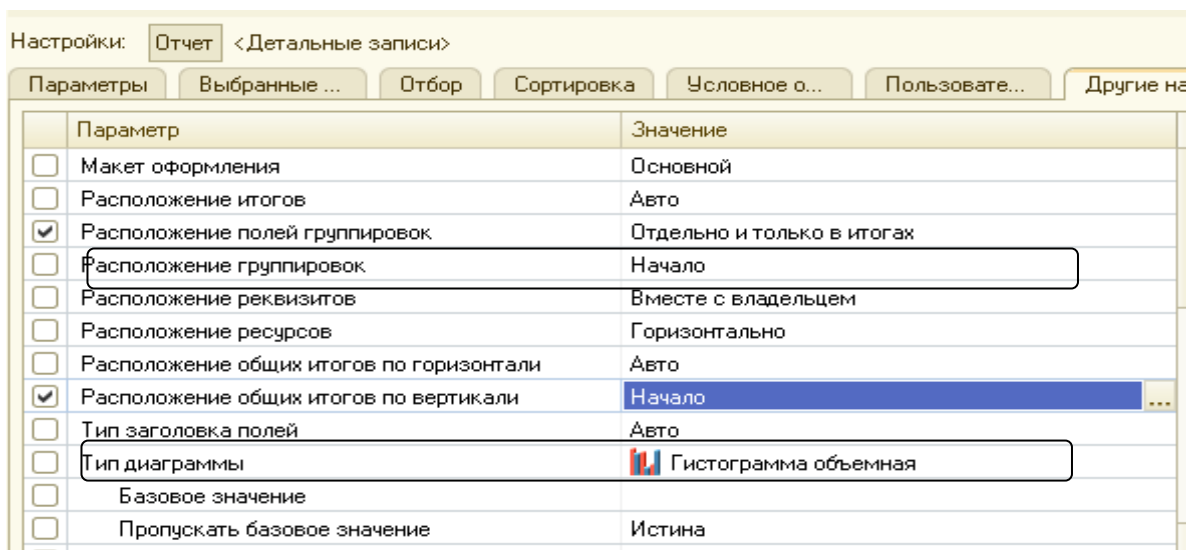 Настройки: Отчет <Детальные записи>
Параметры Выбранные ... Отбор Сортировка Условное о... Пользовате... Другие на
Параметр Значение
Макет оформления Основной
Расположение итогов Авто
Расположение полей группировок Отдельно и только в итогах
Расположение группировок Начало
Расположение реквизитов Вместе с владельцем
Расположение ресурсов Горизонтально
Расположение общих итогов по горизонтали Авто
Расположение общих итогов по вертикали Начало ...
Тип заголовка полей Авто
Тип диаграммы Гистограмма объемная
Базовое значение
Пропускать базовое значение Истина